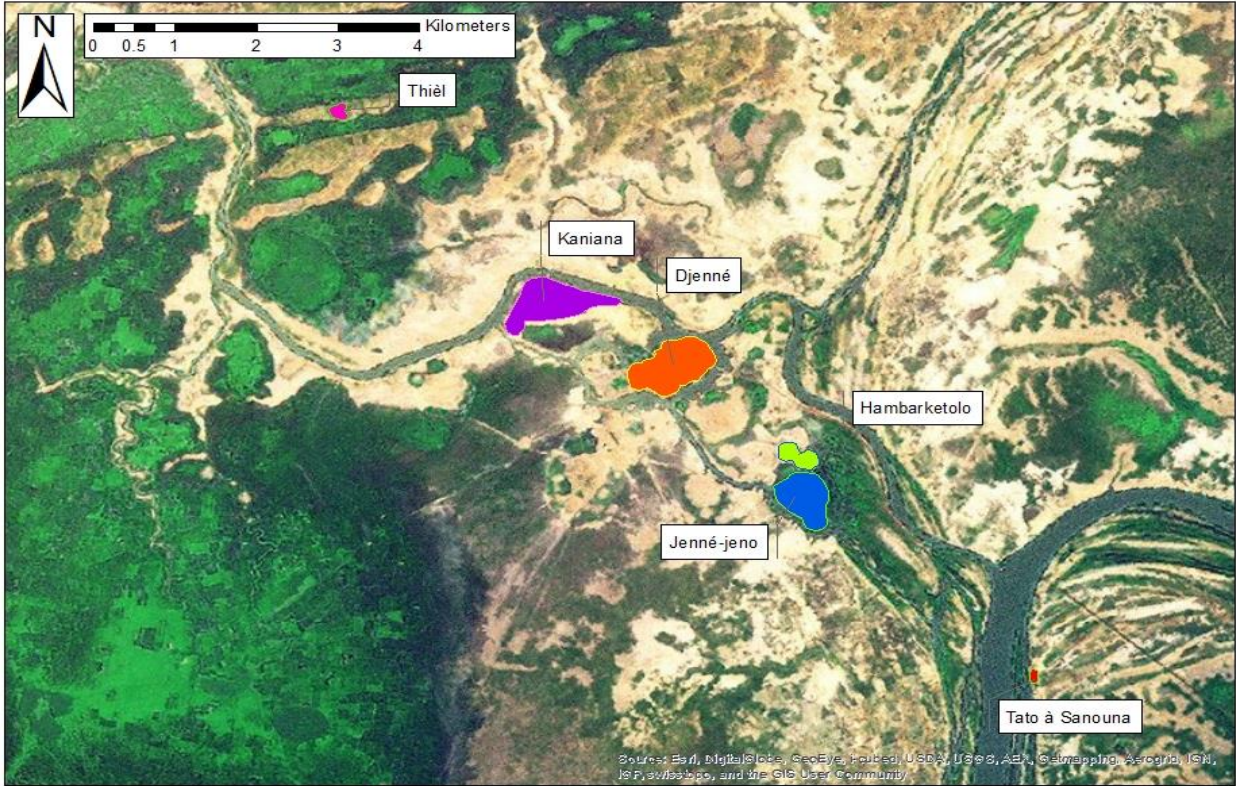 N
Kilometers
0 0.5 1 2 3 4
Thièl
Kaniana
Djenné
Hambarketolo
Jenné-jeno
Tato à Sanouna
Source: Esri, DigitalGlobe, GeoEye, i-cubed, USDA, USGS, AEX, Getmapping, Aerogrid, IGN,
IGP, swisstopo, and the GIS User Community